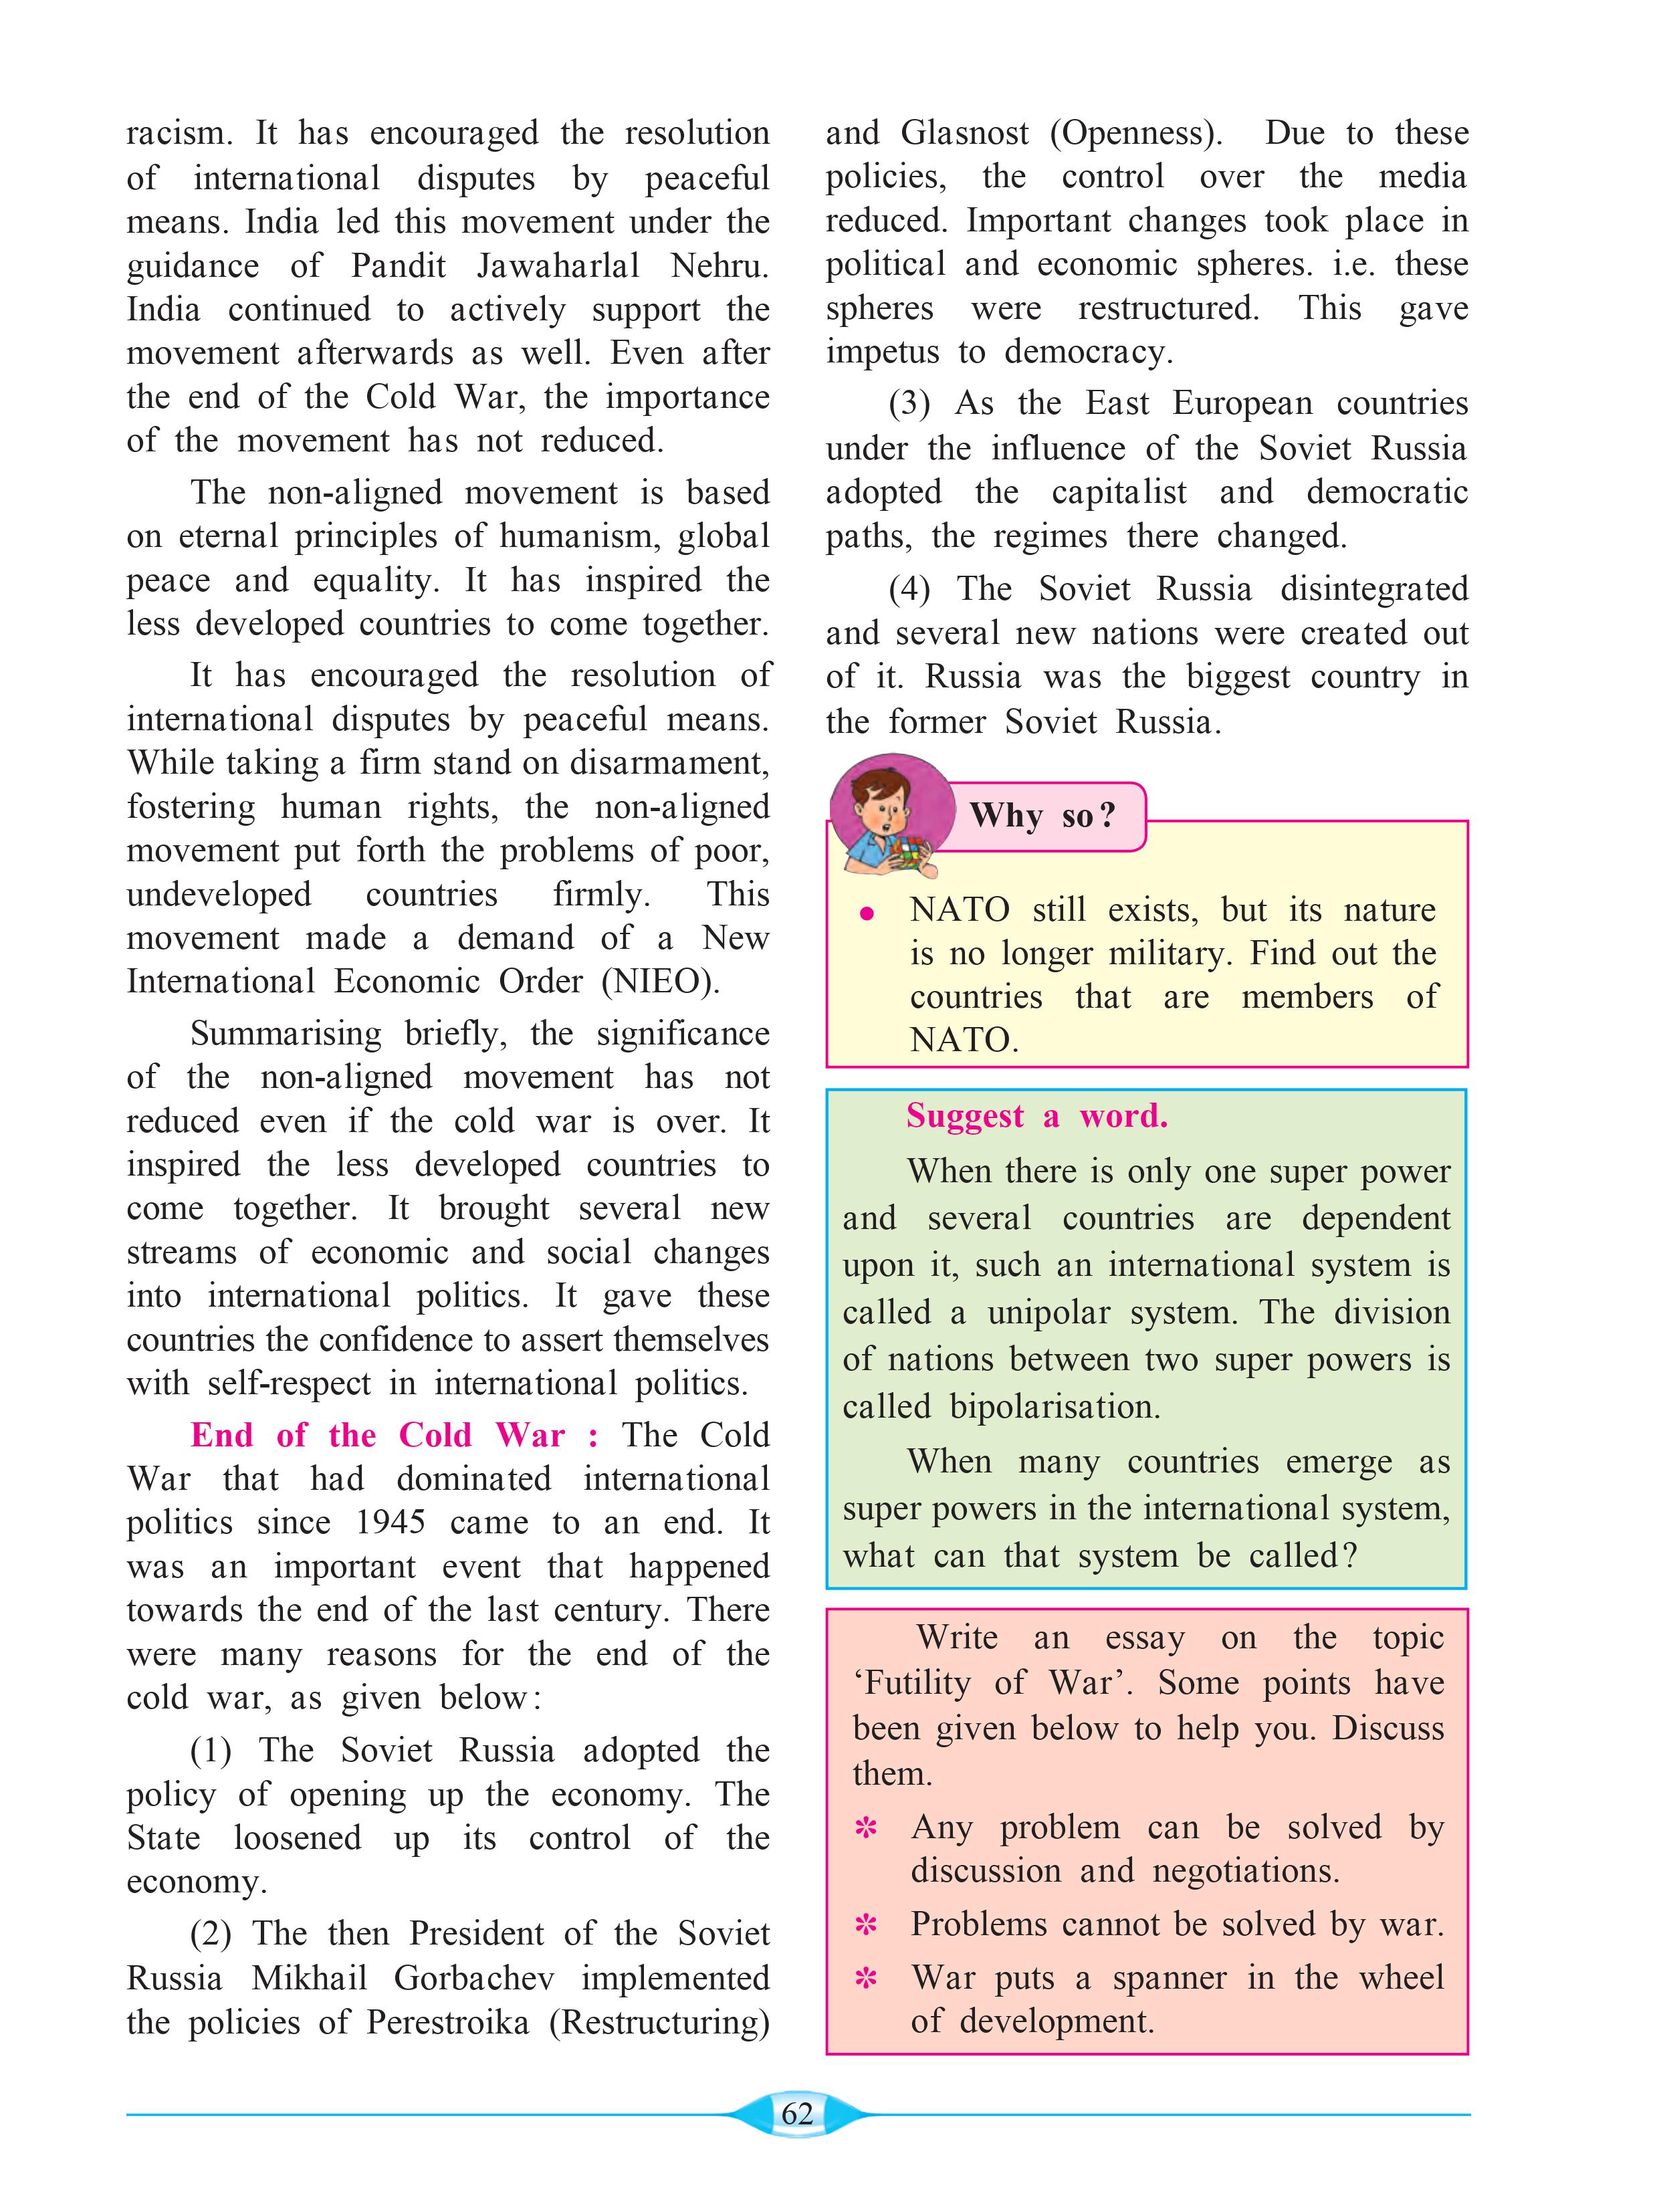 racism. It has encouraged the resolution
of international disputes by peaceful
means. India led this movement under the
guidance of Pandit Jawaharlal Nehru.
India continued to actively support the
movement afterwards as well. Even after
the end of the Cold War, the importance
of the movement has not reduced.
The non-aligned movement is based
on eternal principles of humanism, global
peace and equality. It has inspired the
less developed countries to come together.
It has encouraged the resolution of
international disputes by peaceful means.
While taking a firm stand on disarmament,
fostering human rights, the non-aligned
movement put forth the problems of poor,
undeveloped countries firmly. This
movement made a demand of a New
International Economic Order (NIEO).
Summarising briefly, the significance
of the non-aligned movement has not
reduced even if the cold war is over. It
inspired the less developed countries to
come together. It brought several new
streams of economic and social changes
into international politics. It gave these
countries the confidence to assert themselves
with self-respect in international politics.
End of the Cold War : The Cold
War that had dominated international
politics since 1945 came to an end. It
was an important event that happened
towards the end of the last century. There
were many reasons for the end of the
cold war, as given below:
(1) The Soviet Russia adopted the
policy of opening up the economy. The
State loosened up its control of the
economy.
(2) The then President of the Soviet
Russia Mikhail Gorbachev implemented
the policies of Perestroika (Restructuring)
and Glasnost (Openness). Due to these
policies, the control over the media
reduced. Important changes took place in
political and economic spheres. i.e. these
spheres were restructured. This gave
impetus to democracy.
(3) As the East European countries
under the influence of the Soviet Russia
adopted the capitalist and democratic
paths, the regimes there changed.
(4) The Soviet Russia disintegrated
and several new nations were created out
of it. Russia was the biggest country in
the former Soviet Russia.
Why so?
• NATO still exists, but its nature
is no longer military. Find out the
countries that are members of
NATO.
Suggest a word.
When there is only one super power
and several countries are dependent
upon it, such an international system is
called a unipolar system. The division
of nations between two super powers is
called bipolarisation.
When many countries emerge as
super powers in the international system,
what can that system be called?
Write an essay on the topic
‘Futility of War’. Some points have
been given below to help you. Discuss
them.
✽ Any problem can be solved by
discussion and negotiations.
✽ Problems cannot be solved by war.
✽ War puts a spanner in the wheel
of development.
62